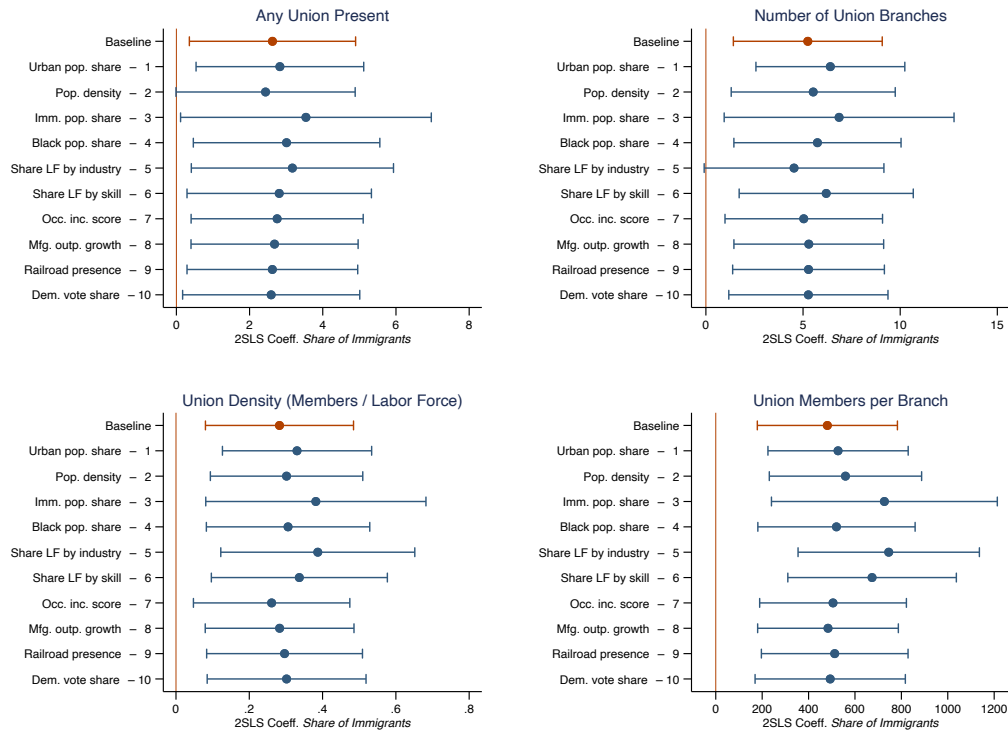 Any Union Present
Baseline
Urban pop. share – 1
Pop. density – 2
Imm. pop. share – 3
Black pop. share – 4
Share LF by industry – 5
Share LF by skill – 6
Occ. inc. score – 7
Mfg. outp. growth – 8
Railroad presence – 9
Dem. vote share – 10
0 2 4 6 8
2SLS Coeff. Share of Immigrants
Number of Union Branches
Baseline
Urban pop. share – 1
Pop. density – 2
Imm. pop. share – 3
Black pop. share – 4
Share LF by industry – 5
Share LF by skill – 6
Occ. inc. score – 7
Mfg. outp. growth – 8
Railroad presence – 9
Dem. vote share – 10
0 5 10 15
2SLS Coeff. Share of Immigrants
Union Density (Members / Labor Force)
Baseline
Urban pop. share – 1
Pop. density – 2
Imm. pop. share – 3
Black pop. share – 4
Share LF by industry – 5
Share LF by skill – 6
Occ. inc. score – 7
Mfg. outp. growth – 8
Railroad presence – 9
Dem. vote share – 10
0 .2 .4 .6 .8
2SLS Coeff. Share of Immigrants
Union Members per Branch
Baseline
Urban pop. share – 1
Pop. density – 2
Imm. pop. share – 3
Black pop. share – 4
Share LF by industry – 5
Share LF by skill – 6
Occ. inc. score – 7
Mfg. outp. growth – 8
Railroad presence – 9
Dem. vote share – 10
0 200 400 600 800 1000 1200
2SLS Coeff. Share of Immigrants